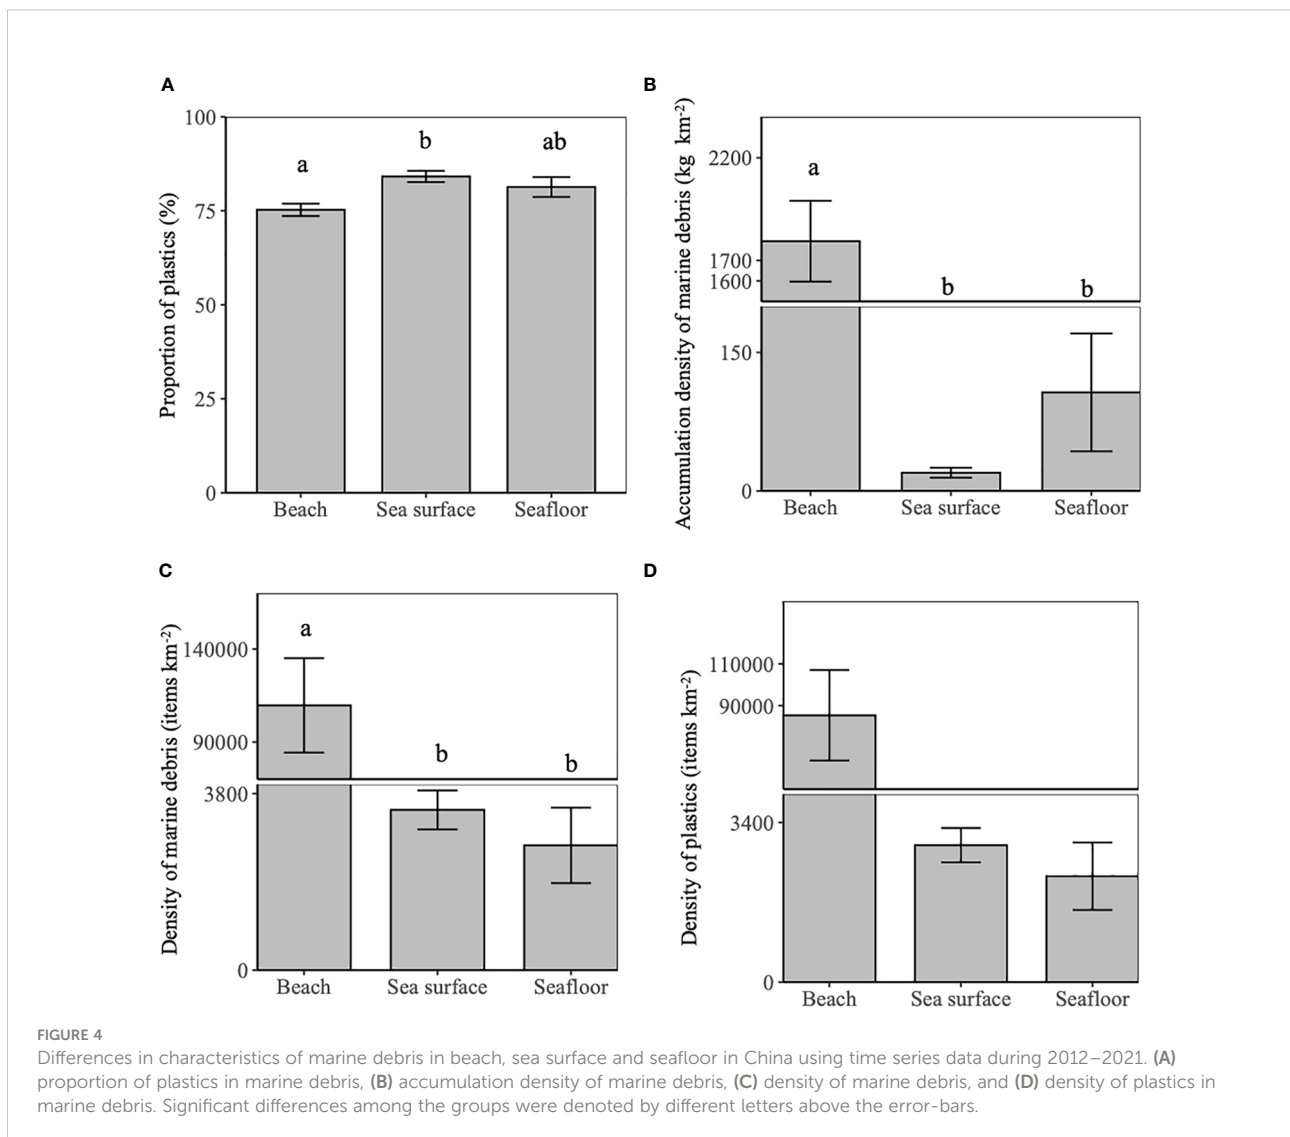 A
Proportion of plastics (%)
100
75
50
25
0
a
b
ab
Beach
Sea surface
Seafloor
B
Accumulation density of marine debris (kg km-2)
2200
1700
1600
150
0
a
b
b
Beach
Sea surface
Seafloor
C
Density of marine debris (items km-2)
140000
90000
3800
0
a
b
b
Beach
Sea surface
Seafloor
D
Density of plastics (items km-2)
110000
90000
3400
0
Beach
Sea surface
Seafloor
FIGURE 4
Differences in characteristics of marine debris in beach, sea surface and seafloor in China using time series data during 2012–2021. (A)
proportion of plastics in marine debris, (B) accumulation density of marine debris, (C) density of marine debris, and (D) density of plastics in
marine debris. Significant differences among the groups were denoted by different letters above the error-bars.